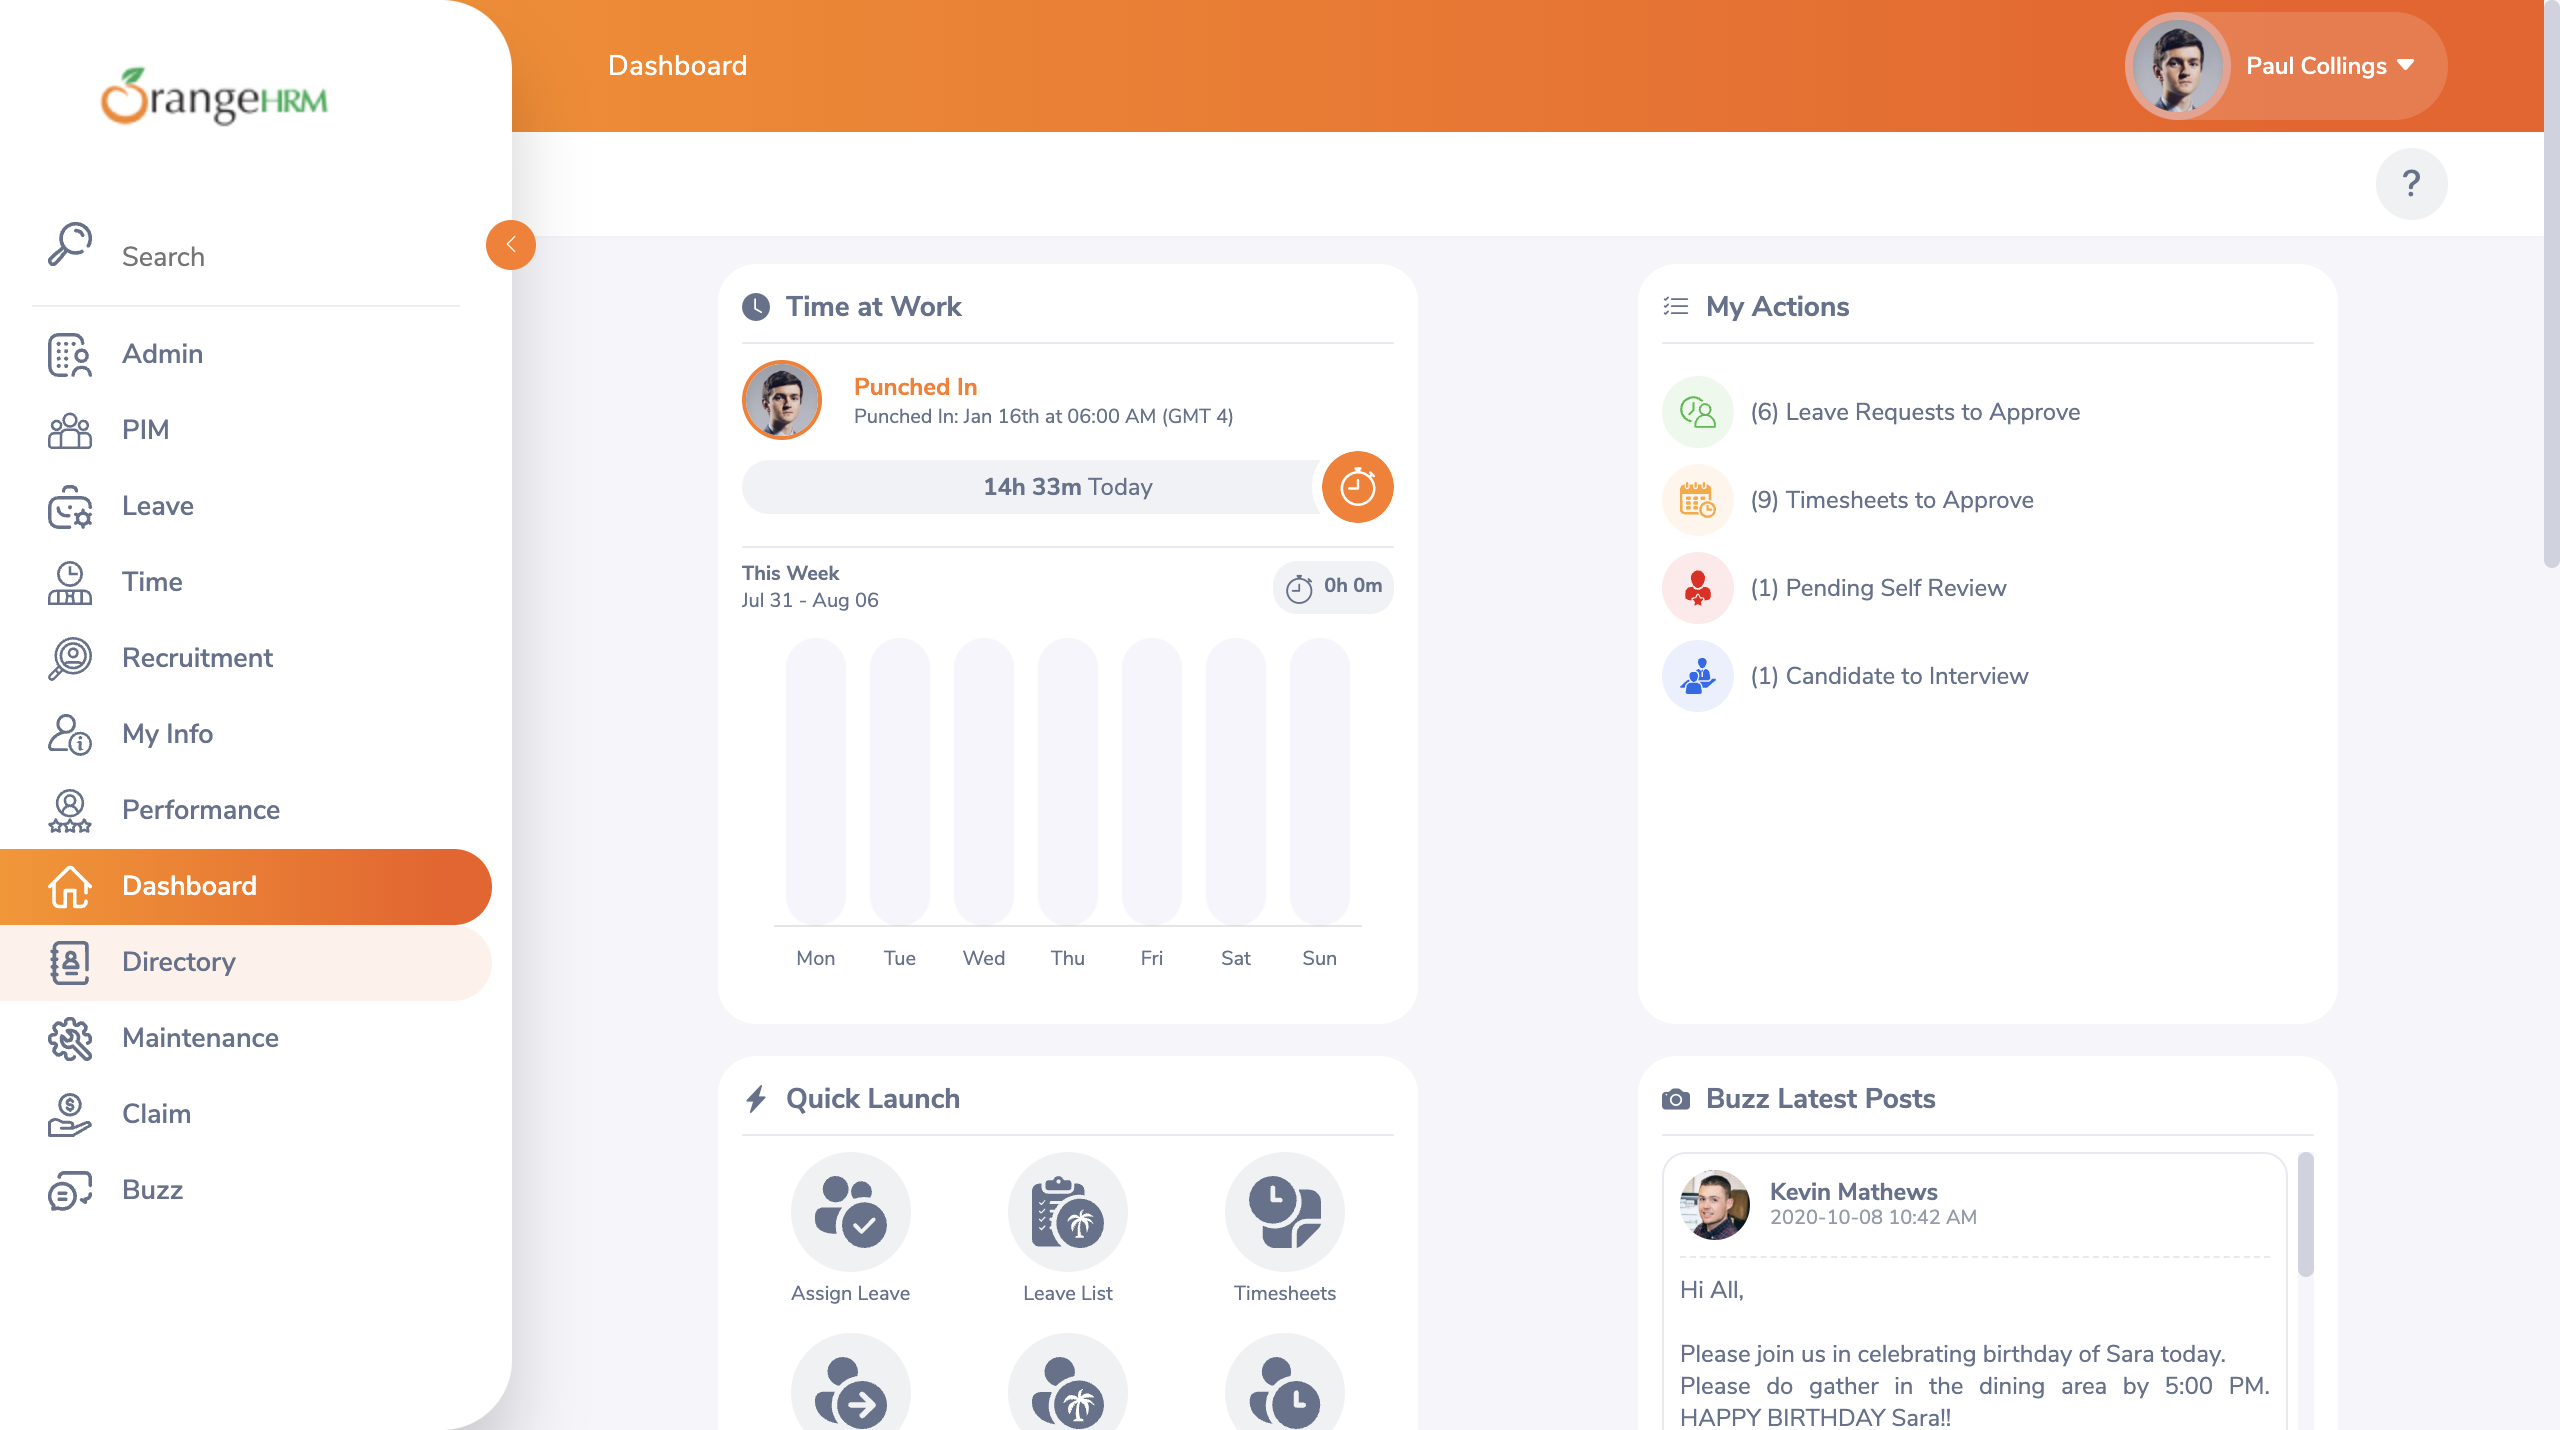 OrangeHRM
Search
Admin
PIM
Leave
Time
Recruitment
My Info
Performance
Dashboard
Directory
Maintenance
Claim
Buzz
Dashboard
Paul Collings
?
Time at Work
Punched In
Punched In: Jan 16th at 06:00 AM (GMT 4)
14h 33m Today
This Week
Jul 31 - Aug 06
0h 0m
Mon Tue Wed Thu Fri Sat Sun
My Actions
(6) Leave Requests to Approve
(9) Timesheets to Approve
(1) Pending Self Review
(1) Candidate to Interview
Quick Launch
Assign Leave
Leave List
Timesheets
Buzz Latest Posts
Kevin Mathews
2020-10-08 10:42 AM
Hi All,
Please join us in celebrating birthday of Sara today.
Please do gather in the dining area by 5:00 PM.
HAPPY BIRTHDAY Sara!!